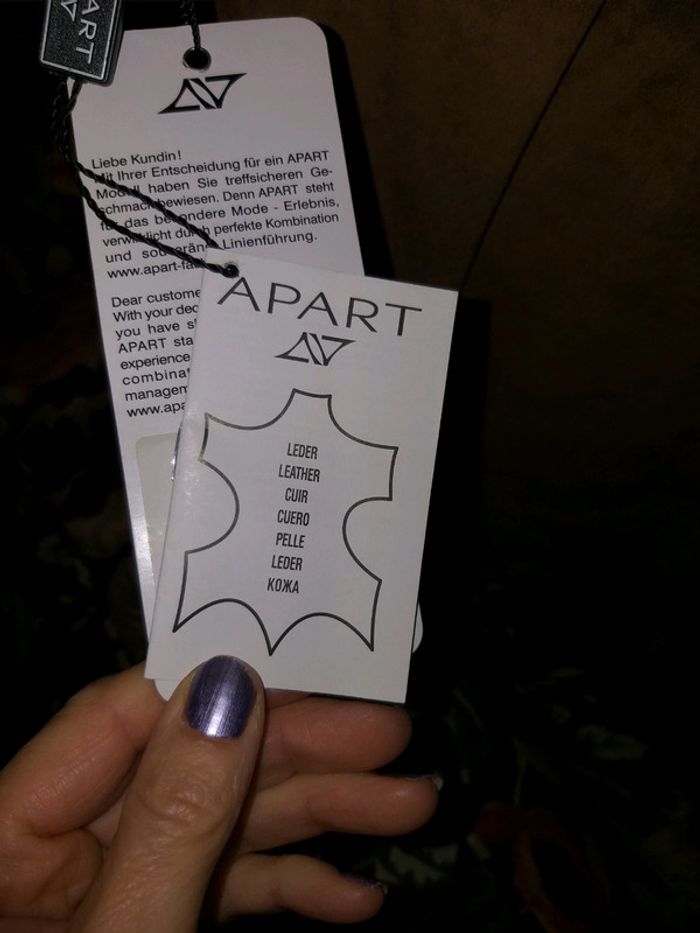 APART
Liebe Kundin!
Mit Ihrer Entscheidung für ein APART
Modell haben Sie treffsicheren Ge-
schmack bewiesen. Denn APART steht
für das besondere Mode - Erlebnis,
verwirklicht durch perfekte Kombination
und souveräne Linienführung.
www.apart-fa
Dear custome
With your dec
you have s
APART sta
experience
combinat
managem
www.apa
APART
LEDER
LEATHER
CUIR
CUERO
PELLE
LEDER
КОЖА